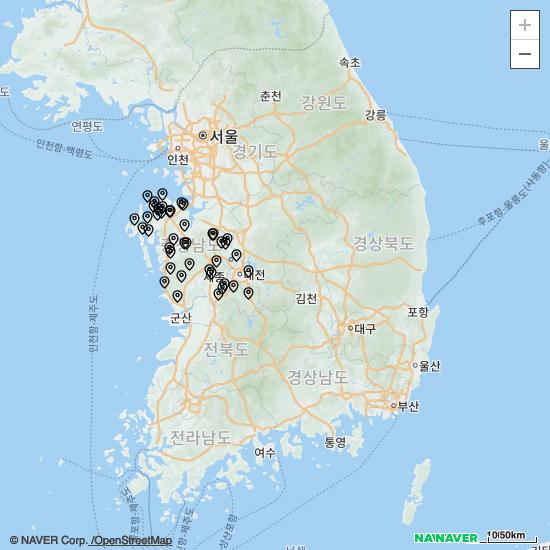 +
−
속초
춘천
강원도
강릉
도
연평도
서울
인천
경기도
울
인천항-백령도
후포항-울릉도(사동항)
경상북도
남도
세종
대전
김천
포항
인천항-제주도
군산
대구
전북도
울산
경상남도
부산
전라남도
여수
통영
© NAVER Corp. /OpenStreetMap
NAVER
10/50km